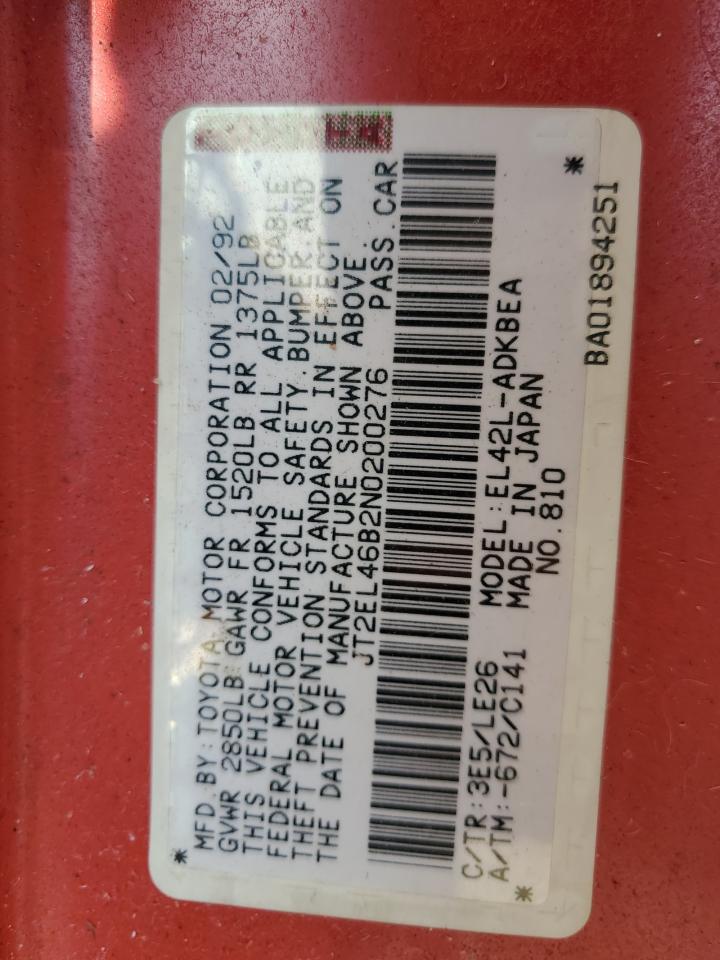 MFD.BY:TOYOTA MOTOR CORPORATION 02/92
GVWR 2850LB GAWR FR 1520LB RR 1375LB
THIS VEHICLE CONFORMS TO ALL APPLICABLE
FEDERAL MOTOR VEHICLE SAFETY.BUMPER AND
THEFT PREVENTION STANDARDS IN EFFECT ON
THE DATE OF MANUFACTURE SHOWN ABOVE.
JT2EL46B2N0200276 PASS.CAR
C/TR:3E5/LE26 MODEL:EL42L-ADKBEA
A/TM:-672/C141 MADE IN JAPAN
NO.810
BA01894251